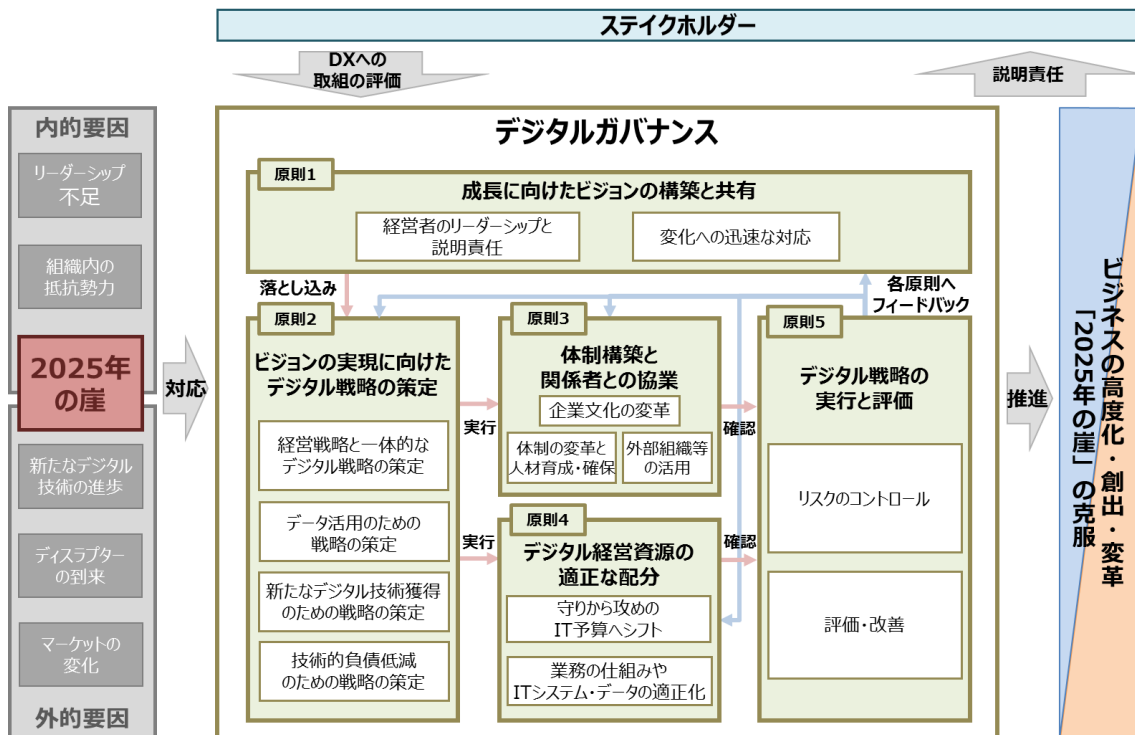 ステイクホルダー
DXへの
取組の評価
説明責任
内的要因
リーダーシップ
不足
組織内の
抵抗勢力
2025年
の崖
新たなデジタル
技術の進歩
ディスラプター
の到来
マーケットの
変化
外的要因
対応
デジタルガバナンス
原則1
成長に向けたビジョンの構築と共有
経営者のリーダーシップと
説明責任
変化への迅速な対応
落とし込み
各原則へ
フィードバック
原則2
ビジョンの実現に向けた
デジタル戦略の策定
経営戦略と一体的な
デジタル戦略の策定
データ活用のための
戦略の策定
新たなデジタル技術獲得
のための戦略の策定
技術的負債低減
のための戦略の策定
実行
実行
原則3
体制構築と
関係者との協業
企業文化の変革
体制の変革と
人材育成・確保
外部組織等
の活用
原則4
デジタル経営資源の
適正な配分
守りから攻めの
IT予算へシフト
業務の仕組みや
ITシステム・データの適正化
確認
確認
原則5
デジタル戦略の
実行と評価
リスクのコントロール
評価・改善
推進
ビジネスの高度化・創出・変革
「2025年の崖」の克服